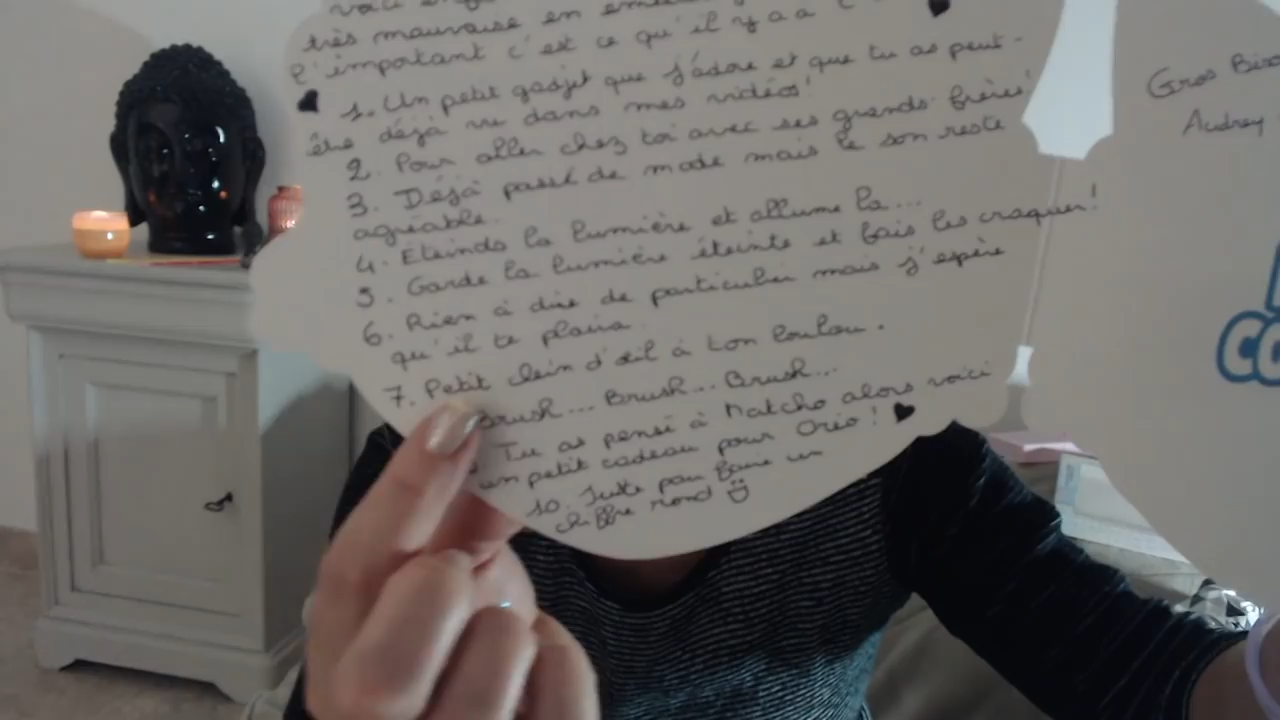 voici
très mauvaise en
l'important c'est ce qu'il y a a
1. Un petit gadjet que j'adore et que tu as peut-
être déjà vu dans mes vidéos!
2. Pour aller chez toi avec ses grands frères!
3. Déjà passé de mode mais le son reste
agréable.
4. Eteinds la lumière et allume la...
5. Garde la lumière éteinte et fais les craquer!
6. Rien à dire de particulier mais j'espère
qu'il te plaira
7. Petit clein d'œil à ton loulou.
Brush... Brush... Brush...
Tu as pensé à Matcho alors voici
un petit cadeau pour Oréo!
10. Juste pour faire un
chiffre rond
Gros
Audrey
CO